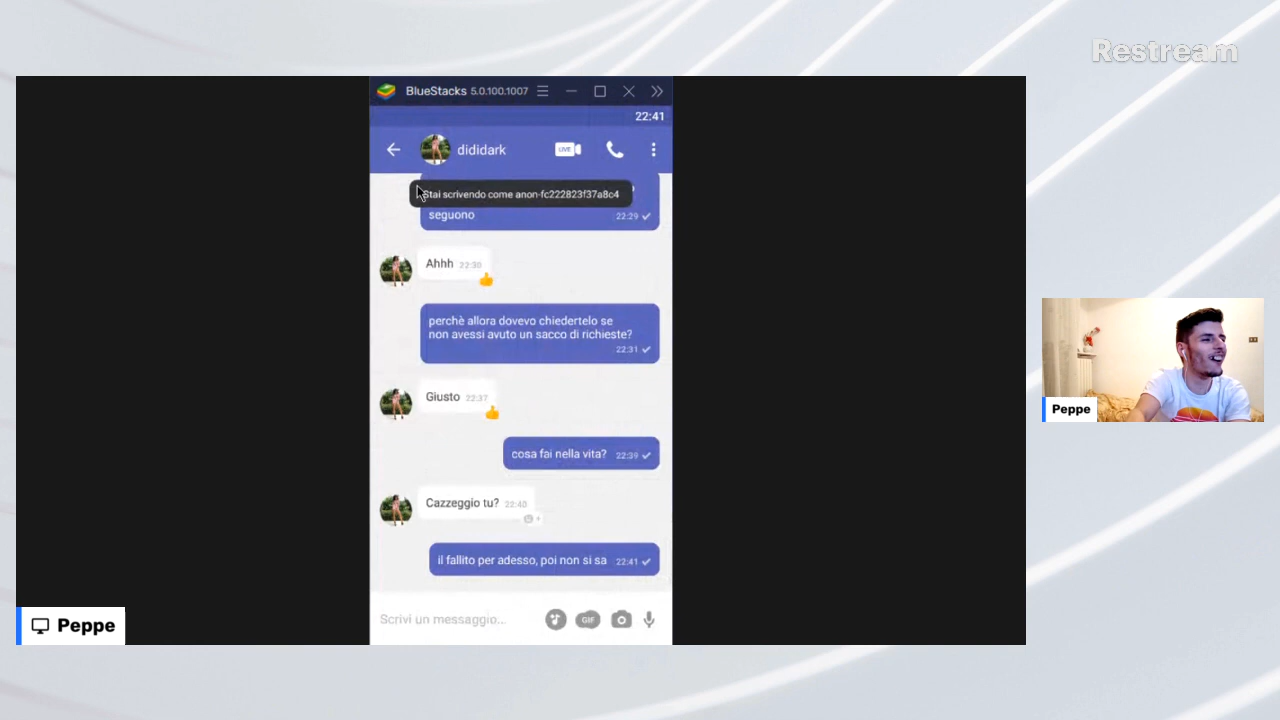 Restream
BlueStacks 5.0.100.1007
22:41
dididark
LIVE
Stai scrivendo come anon-fc222823f37a8c4
seguono 22:29
Ahhh 22:30
perchè allora dovevo chiedertelo se
non avessi avuto un sacco di richieste?
22:31
Giusto 22:37
cosa fai nella vita? 22:39
Cazzeggio tu? 22:40
il fallito per adesso, poi non si sa 22:41
Scrivi un messaggio...
GIF
Peppe
Peppe